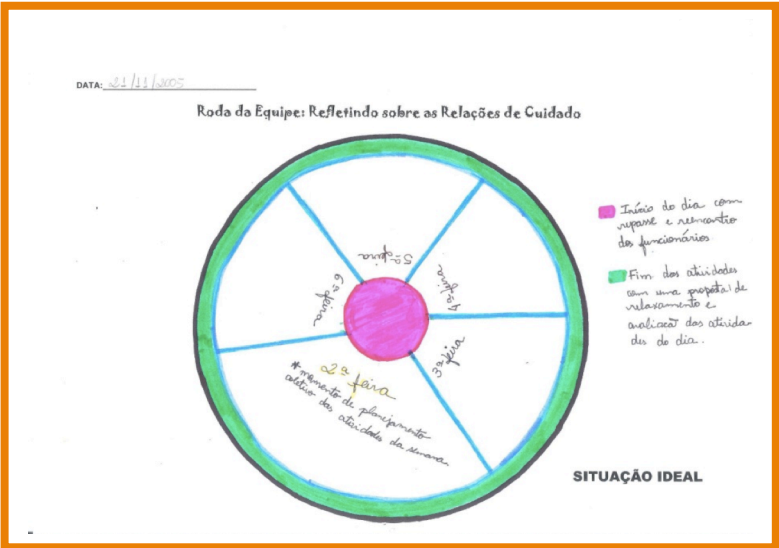 DATA: 21/11/2005
Roda da Equipe: Refletindo sobre as Relações de Cuidado
5ª feira
4ª feira
6ª feira
3ª feira
2ª feira
* momento de planejamento
coletivo das atividades da semana
Início do dia com
repasse e reencontro
dos funcionários
Fim das atividades
com uma proposta de
relaxamento e
avaliação das ativida-
des do dia.
SITUAÇÃO IDEAL